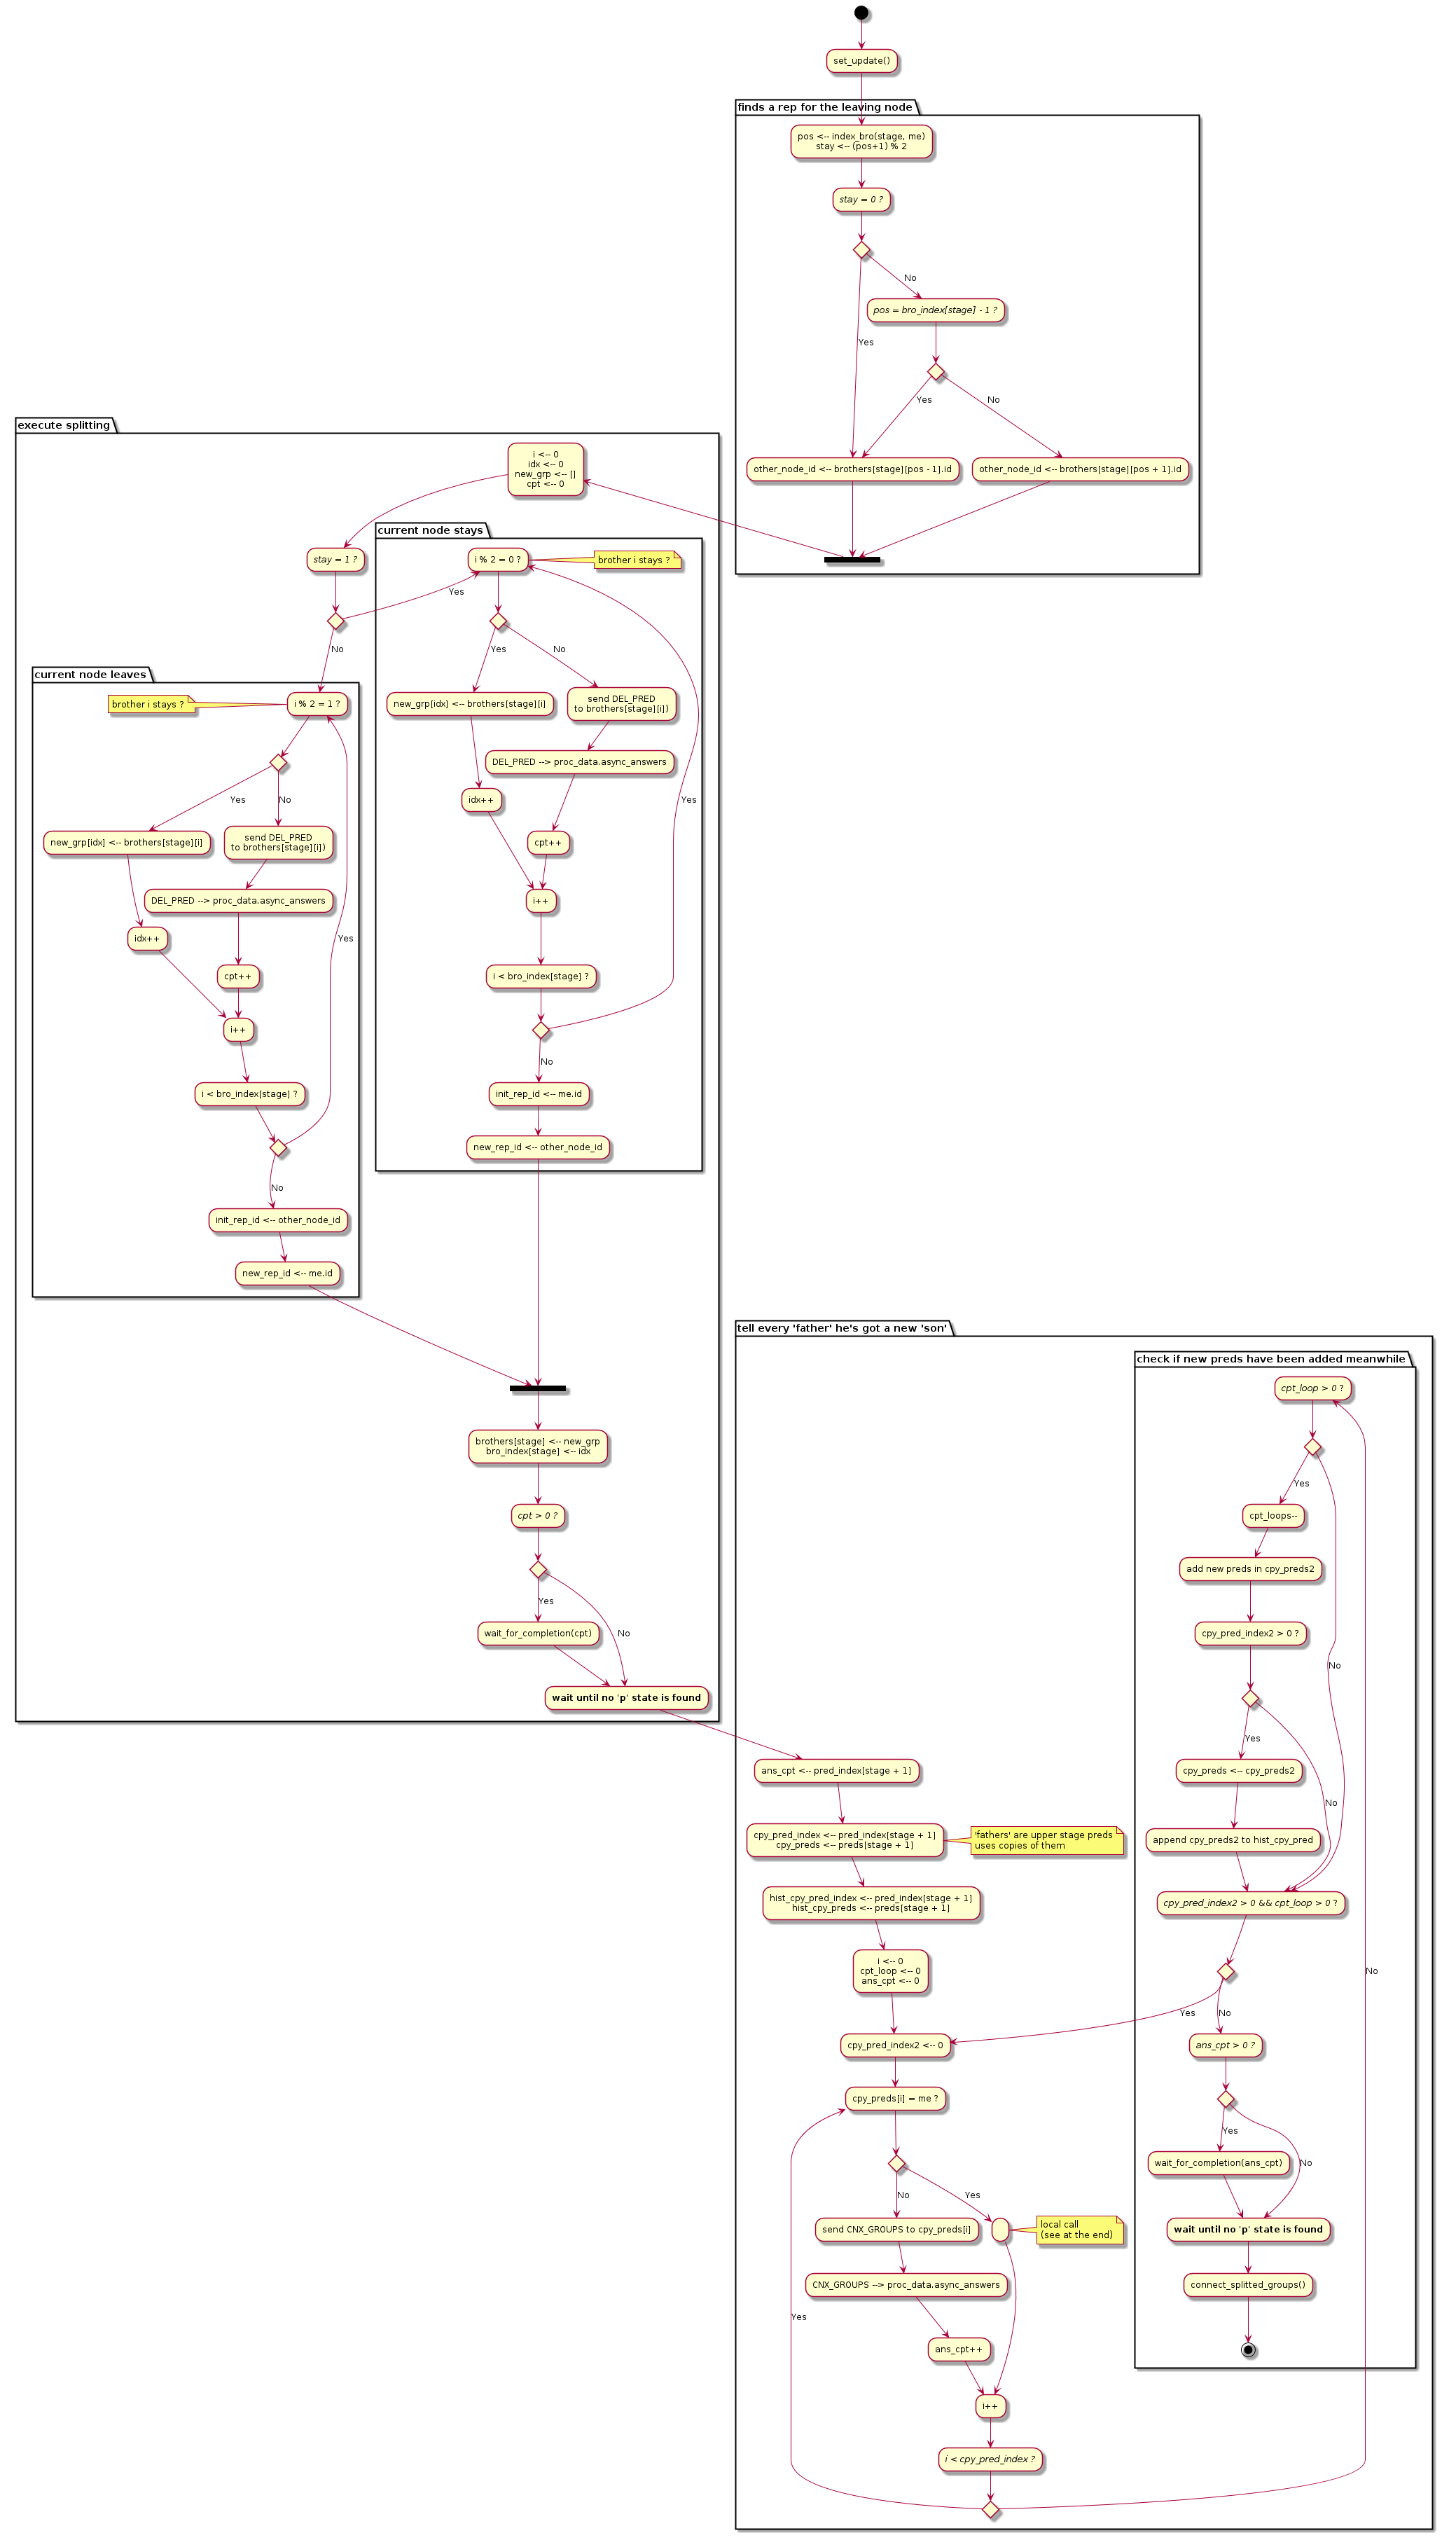 set_update()
finds a rep for the leaving node
pos <-- index_bro(stage, me)
stay <-- (pos+1) % 2
stay = 0 ?
No
pos = bro_index[stage] - 1 ?
Yes
Yes
No
other_node_id <-- brothers[stage][pos - 1].id
other_node_id <-- brothers[stage][pos + 1].id
execute splitting
i <-- 0
idx <-- 0
new_grp <-- []
cpt <-- 0
stay = 1 ?
Yes
No
current node stays
i % 2 = 0 ?
brother i stays ?
Yes
No
new_grp[idx] <-- brothers[stage][i]
send DEL_PRED
to brothers[stage][i])
DEL_PRED --> proc_data.async_answers
idx++
Yes
cpt++
i++
i < bro_index[stage] ?
No
init_rep_id <-- me.id
new_rep_id <-- other_node_id
current node leaves
brother i stays ?
i % 2 = 1 ?
Yes
No
new_grp[idx] <-- brothers[stage][i]
send DEL_PRED
to brothers[stage][i])
DEL_PRED --> proc_data.async_answers
idx++
Yes
cpt++
i++
i < bro_index[stage] ?
No
init_rep_id <-- other_node_id
new_rep_id <-- me.id
brothers[stage] <-- new_grp
bro_index[stage] <-- idx
cpt > 0 ?
Yes
No
wait_for_completion(cpt)
wait until no 'p' state is found
tell every 'father' he's got a new 'son'
ans_cpt <-- pred_index[stage + 1]
cpy_pred_index <-- pred_index[stage + 1]
cpy_preds <-- preds[stage + 1]
'fathers' are upper stage preds
uses copies of them
hist_cpy_pred_index <-- pred_index[stage + 1]
hist_cpy_preds <-- preds[stage + 1]
i <-- 0
cpt_loop <-- 0
ans_cpt <-- 0
cpy_pred_index2 <-- 0
cpy_preds[i] = me ?
No
Yes
send CNX_GROUPS to cpy_preds[i]
local call
(see at the end)
CNX_GROUPS --> proc_data.async_answers
Yes
ans_cpt++
i++
i < cpy_pred_index ?
check if new preds have been added meanwhile
cpt_loop > 0 ?
Yes
cpt_loops--
add new preds in cpy_preds2
cpy_pred_index2 > 0 ?
No
Yes
cpy_preds <-- cpy_preds2
No
append cpy_preds2 to hist_cpy_pred
cpy_pred_index2 > 0 && cpt_loop > 0 ?
No
Yes
No
ans_cpt > 0 ?
Yes
wait_for_completion(ans_cpt)
No
wait until no 'p' state is found
connect_splitted_groups()